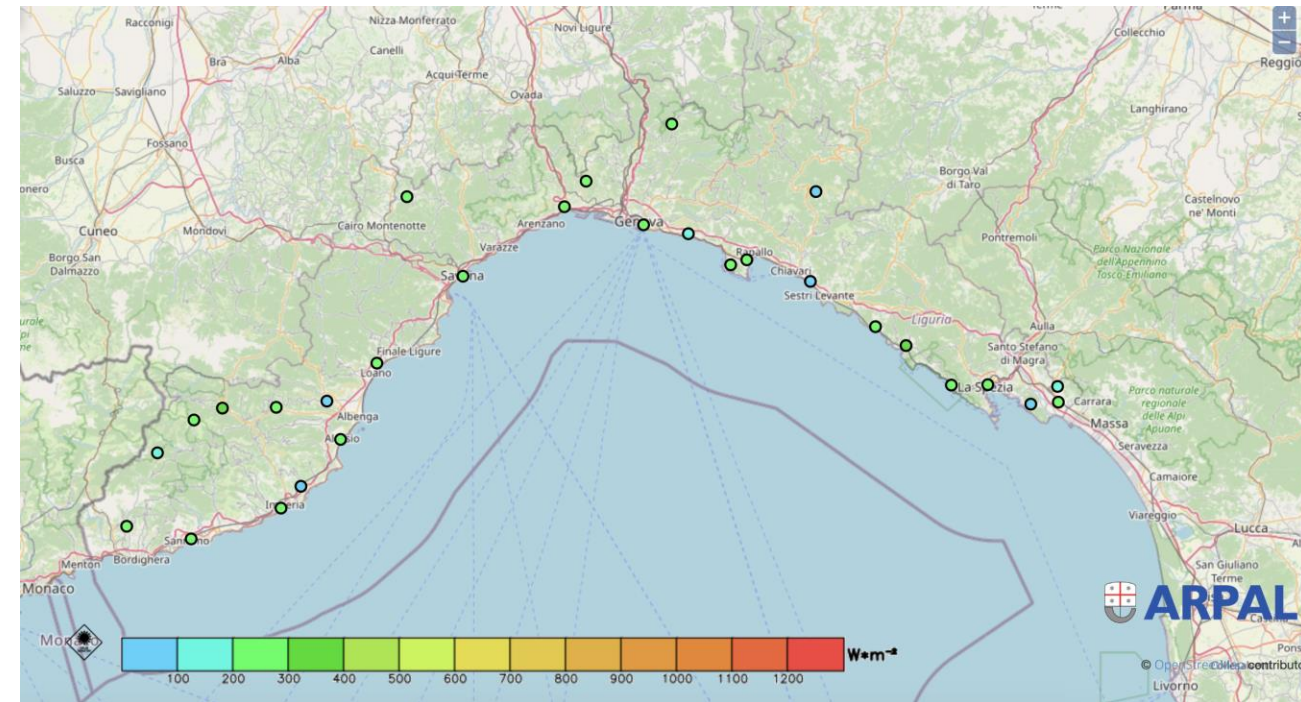 Racconigi
Nizza Monferrato
Novi Ligure
Terme
Parma
Collecchio
+
−
Bra
Alba
Canelli
Acqui Terme
Reggio
Saluzzo
Savigliano
Ovada
Langhirano
Fossano
Busca
Borgo Val
di Taro
Castelnovo
ne' Monti
Cuneo
Mondovì
Cairo Montenotte
Arenzano
Genova
Pontremoli
Borgo San
Dalmazzo
Varazze
Rapallo
Parco Nazionale
dell'Appennino
Tosco-Emiliano
Savona
Chiavari
Sestri Levante
Liguria
Aulla
Finale Ligure
Loano
Santo Stefano
di Magra
La Spezia
Carrara
Parco naturale
regionale
delle Alpi
Apuane
Albenga
Alassio
Massa
Seravezza
Camaiore
Imperia
Viareggio
Lucca
Sanremo
Bordighera
Menton
Monaco
San Giuliano
Terme
ARPAL
Monaco
W*m⁻²
100 200 300 400 500 600 700 800 900 1000 1100 1200
© OpenStreetMap contributo
Livorno